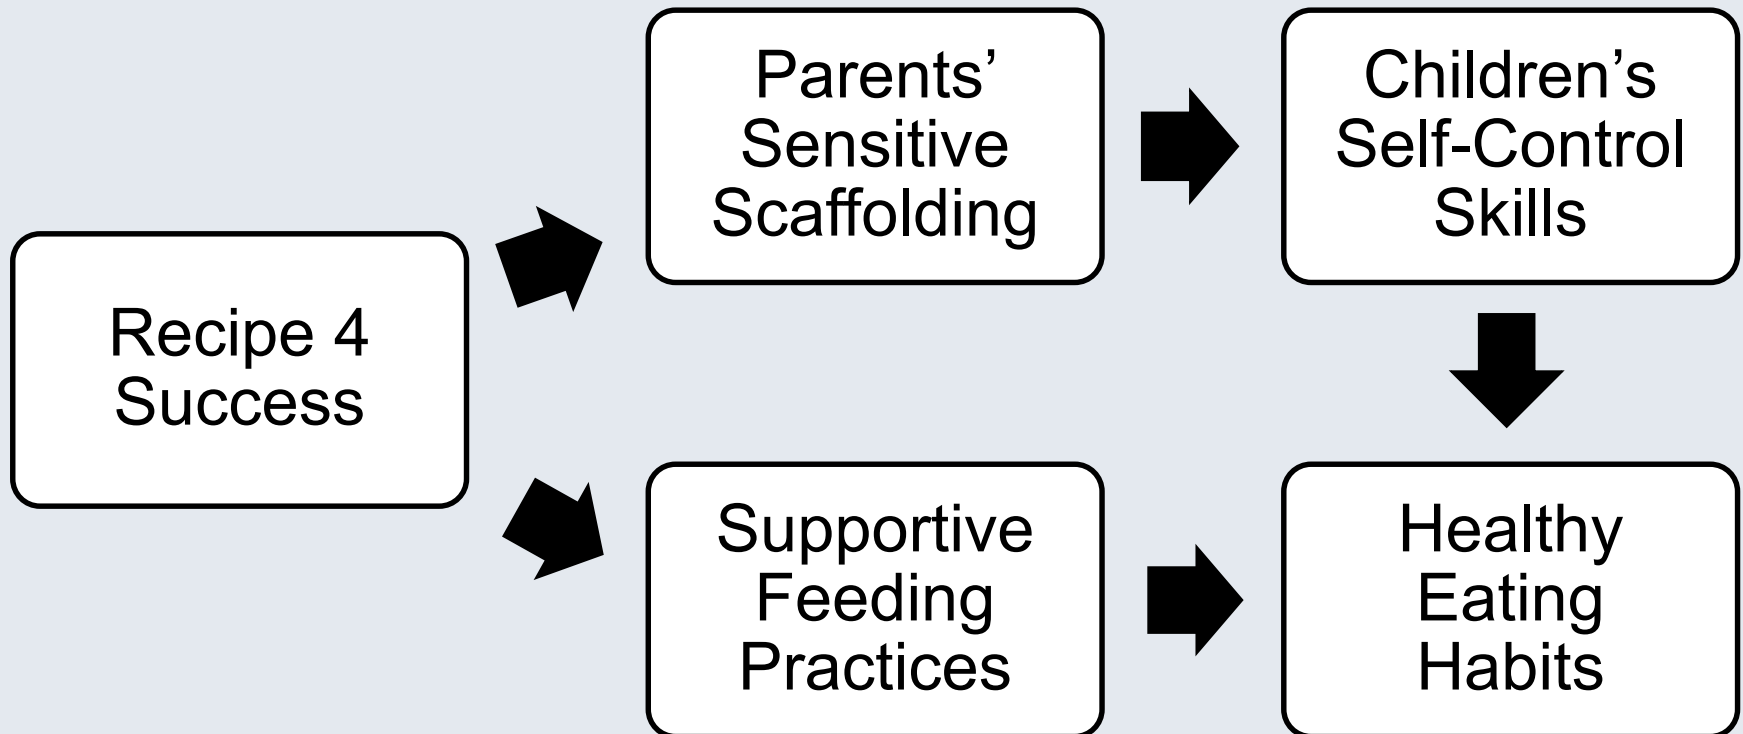 Parents’
Sensitive
Scaffolding
Children’s
Self-Control
Skills
Recipe 4
Success
Supportive
Feeding
Practices
Healthy
Eating
Habits